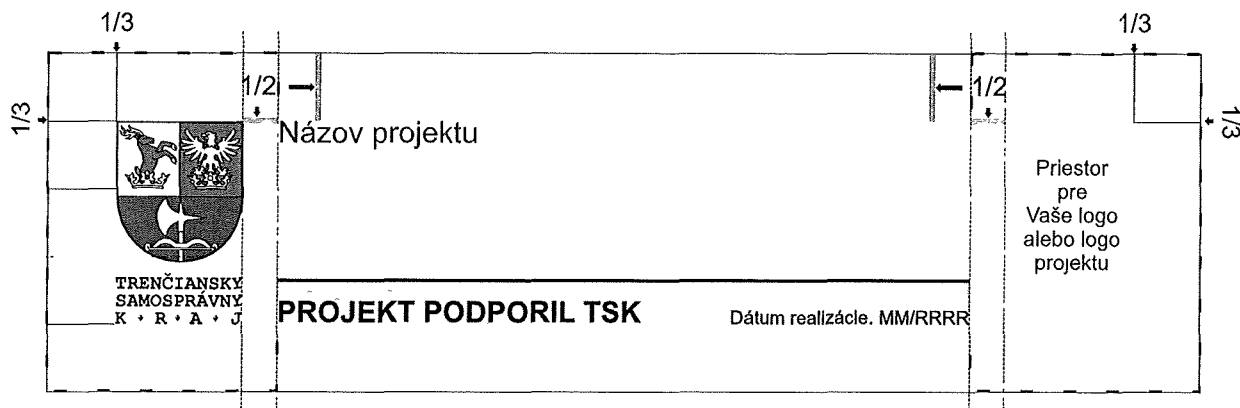 1/3
1/3
1/2
1/2
1/3
1/3
Názov projektu
Priestor
pre
Vaše logo
alebo logo
projektu
TRENČIANSKY
SAMOSPRÁVNY
K • R • A • J
PROJEKT PODPORIL TSK
Dátum realizácie. MM/RRRR